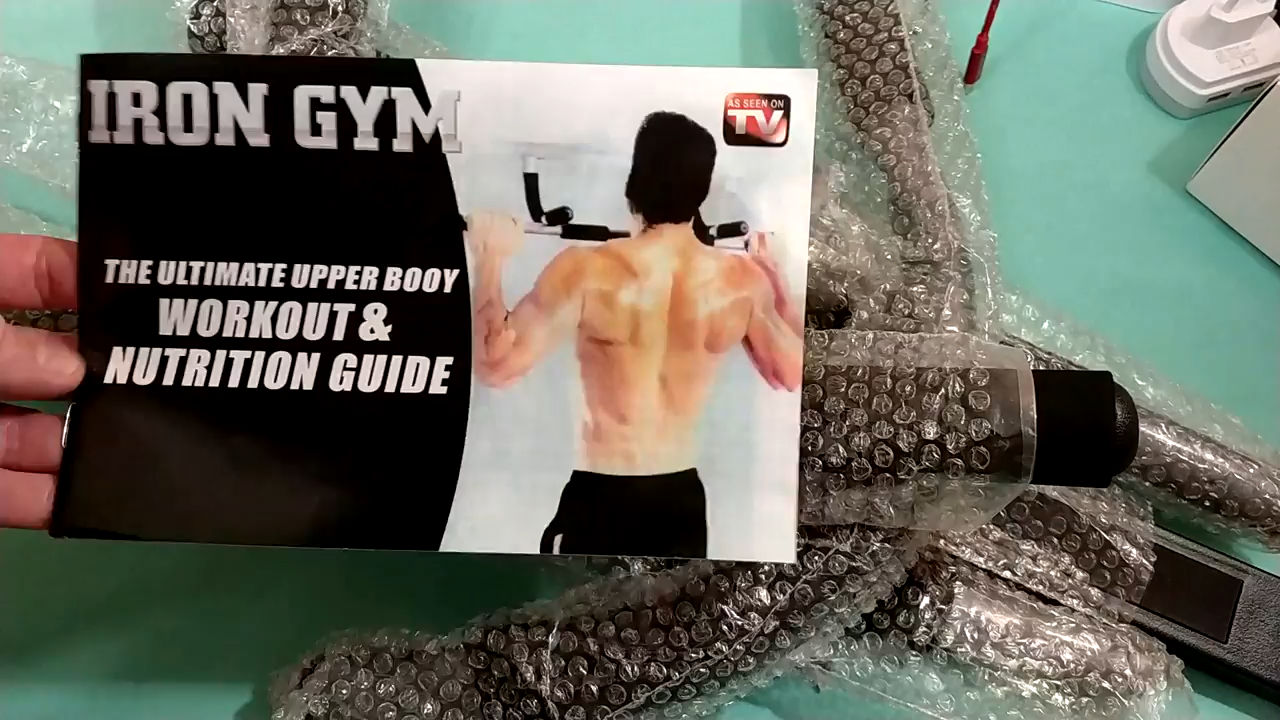 IRON GYM
AS SEEN ON
TV
THE ULTIMATE UPPER BOOY
WORKOUT &
NUTRITION GUIDE